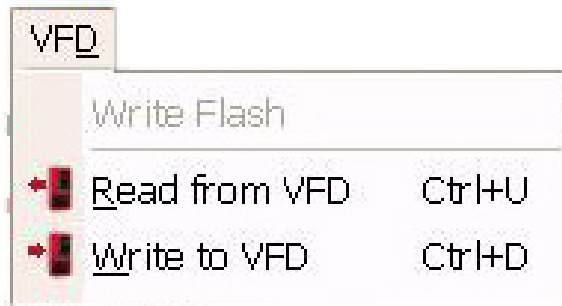 VFD
Write Flash
Read from VFD Ctrl+U
Write to VFD Ctrl+D